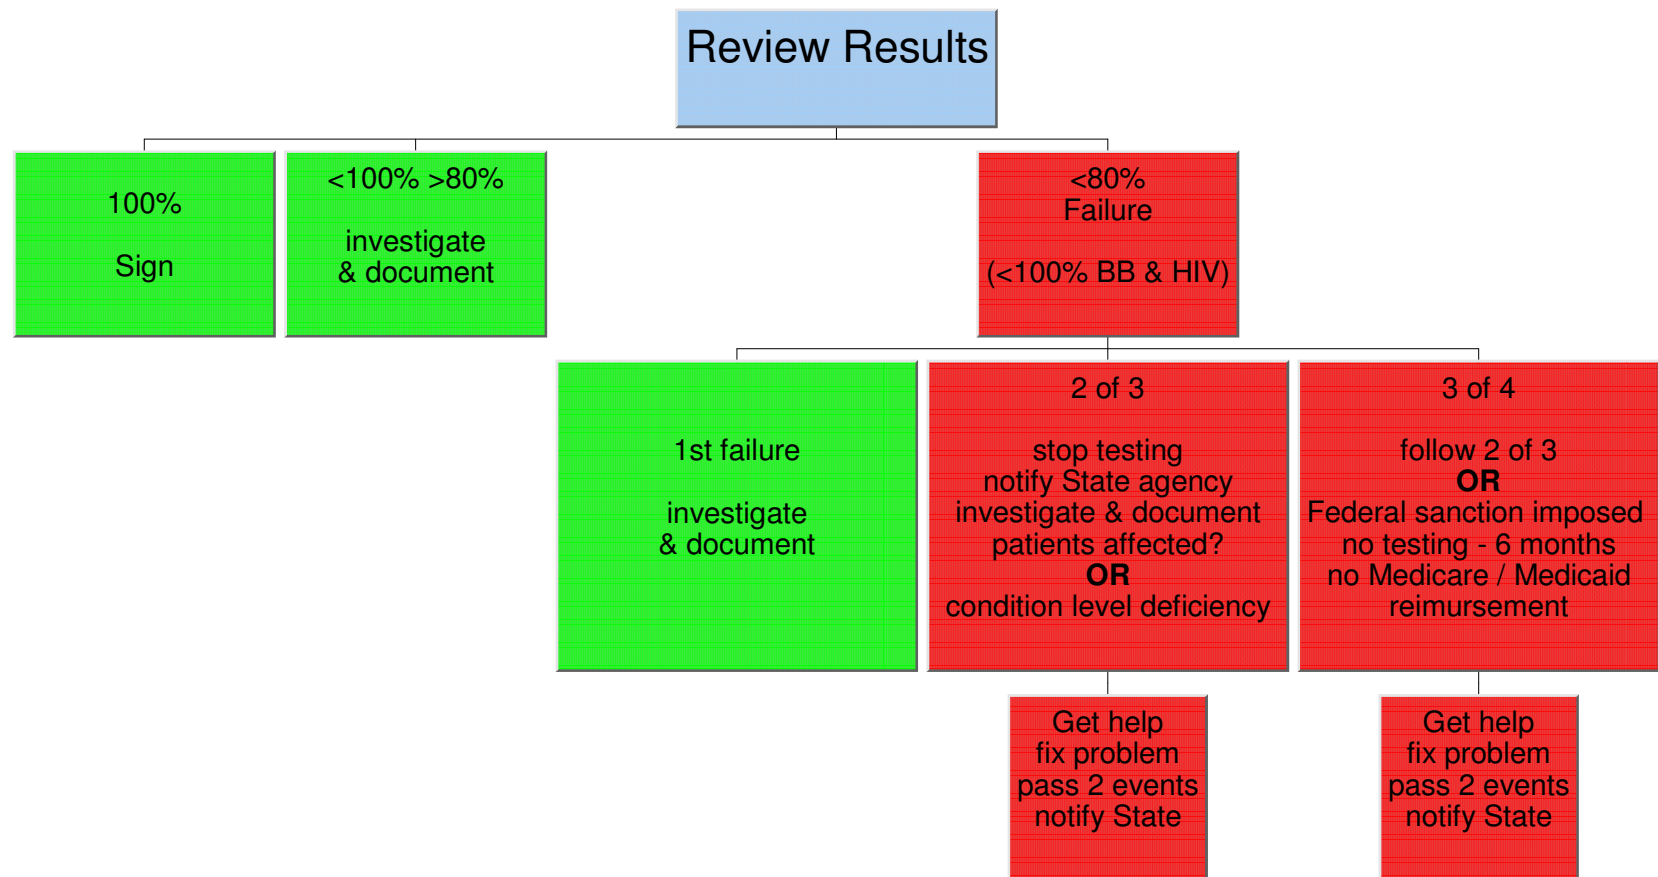 Review Results
100%
Sign
<100% >80%
investigate
& document
<80%
Failure
(<100% BB & HIV)
1st failure
investigate
& document
2 of 3
stop testing
notify State agency
investigate & document
patients affected?
OR
condition level deficiency
3 of 4
follow 2 of 3
OR
Federal sanction imposed
no testing - 6 months
no Medicare / Medicaid
reimursement
Get help
fix problem
pass 2 events
notify State
Get help
fix problem
pass 2 events
notify State